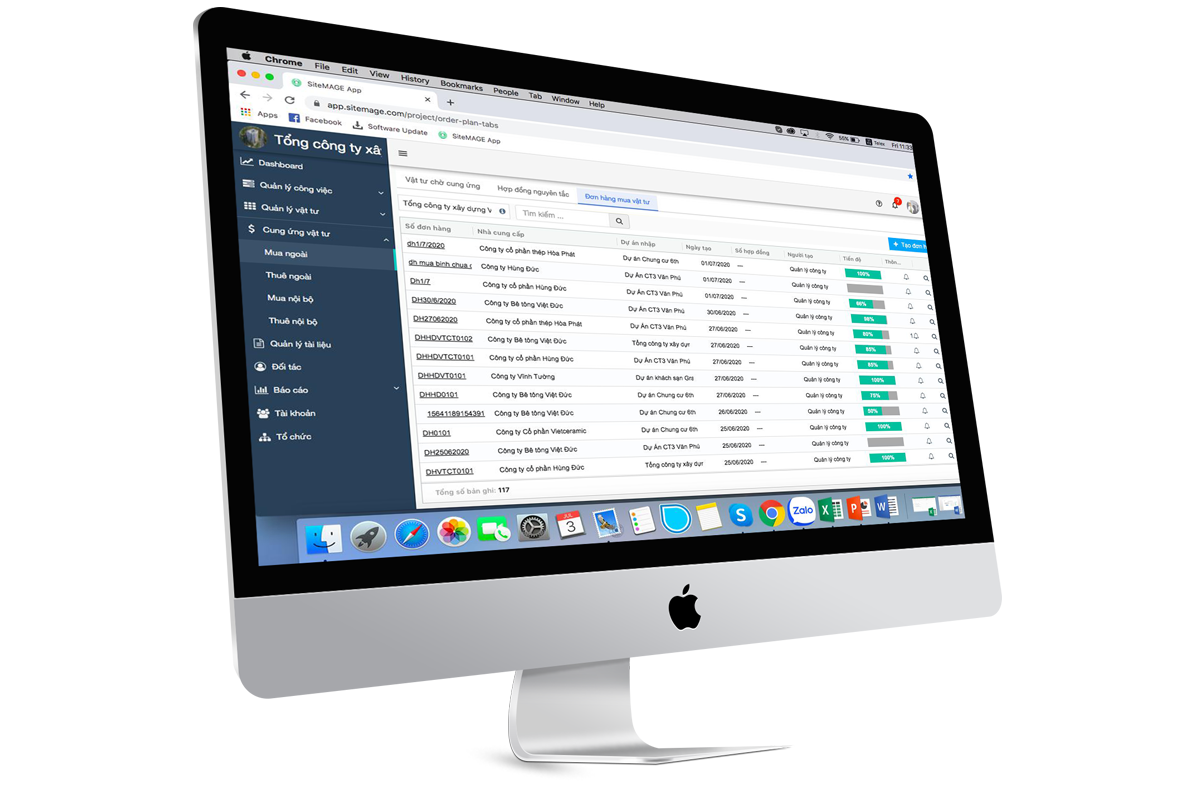 Chrome File Edit View History Bookmarks People Tab Window Help 55% Telex Fri 11:33
SiteMAGE App
app.sitemage.com/project/order-plan-tabs
Apps Facebook Software Update SiteMAGE App
Tổng công ty xâ
Dashboard
Quản lý công việc
Quản lý vật tư
Cung ứng vật tư
Mua ngoài
Thuê ngoài
Mua nội bộ
Thuê nội bộ
Quản lý tài liệu
Đối tác
Báo cáo
Tài khoản
Tổ chức
Vật tư chờ cung ứng Hợp đồng nguyên tắc Đơn hàng mua vật tư
Tổng công ty xây dựng V Tìm kiếm ... + Tạo đơn h
Số đơn hàng Nhà cung cấp Dự án nhập Ngày tạo Số hợp đồng Người tạo Tiến độ Thôn...
dh1/7/2020 Công ty cổ phần thép Hòa Phát Dự án Chung cư 6th 01/07/2020 — Quản lý công ty 100%
dh mua binh chua c Công ty Hùng Đức Dự Án CT3 Văn Phú 01/07/2020 — Quản lý công ty
Dh1/7 Công ty cổ phần Hùng Đức Dự Án CT3 Văn Phú 01/07/2020 — Quản lý công ty 60%
DH30/6/2020 Công ty Bê tông Việt Đức Dự Án CT3 Văn Phú 30/06/2020 — Quản lý công ty 98%
DH27062020 Công ty cổ phần thép Hòa Phát Dự Án CT3 Văn Phú 27/06/2020 — Quản lý công ty 80% 1
DHHDVTCT0102 Công ty Bê tông Việt Đức Tổng công ty xây dựr 27/06/2020 — Quản lý công ty 85%
DHHDVTCT0101 Công ty cổ phần Hùng Đức Dự Án CT3 Văn Phú 27/06/2020 — Quản lý công ty 85%
DHHDVT0101 Công ty Vĩnh Tường Dự án khách sạn Gra 27/06/2020 — Quản lý công ty 100%
DHHD0101 Công ty Bê tông Việt Đức Dự án Chung cư 6th 27/06/2020 — Quản lý công ty 75%
15641189154391 Công ty Bê tông Việt Đức Dự án Chung cư 6th 26/06/2020 — Quản lý công ty 50%
DH0101 Công ty Cổ phần Vietceramic Dự án Chung cư 6th 25/06/2020 — Quản lý công ty 100%
DH25062020 Công ty Bê tông Việt Đức Dự Án CT3 Văn Phú 25/06/2020 — Quản lý công ty
DHVTCT0101 Công ty cổ phần Hùng Đức Tổng công ty xây dựr 25/06/2020 — Quản lý công ty 100%
Tổng số bản ghi: 117
JUL 3 S Zalo X P W